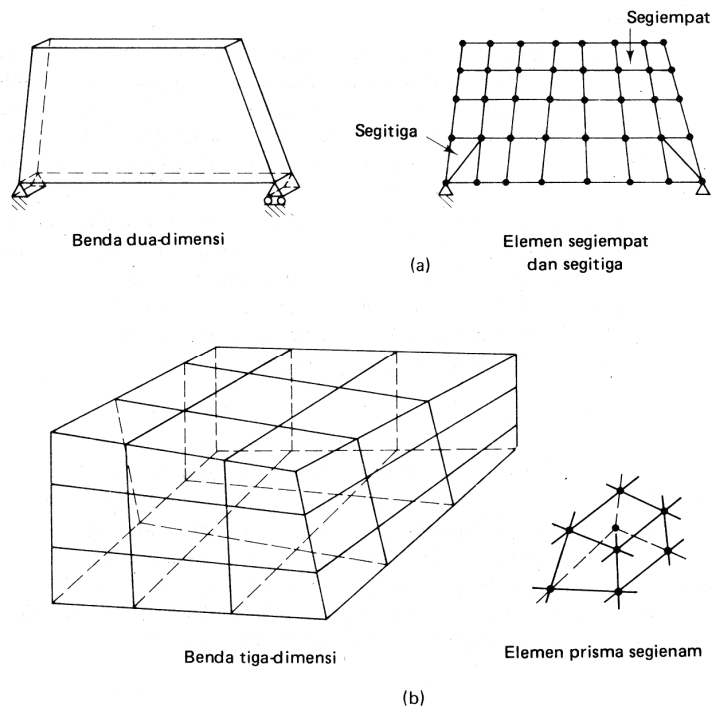 Segiempat
Segitiga
Benda dua-dimensi
Elemen segiempat
dan segitiga
(a)
Benda tiga-dimensi
Elemen prisma segienam
(b)